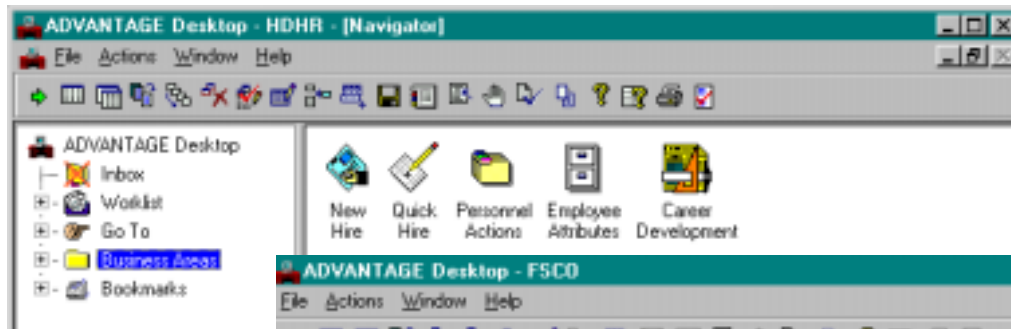 ADVANTAGE Desktop - HDHR - [Navigator]
File Actions Window Help
ADVANTAGE Desktop
Inbox
Worklist
Go To
Business Areas
Bookmarks
New Hire
Quick Hire
Personnel Actions
Employee Attributes
Career Development
ADVANTAGE Desktop - FSCO
File Actions Window Help